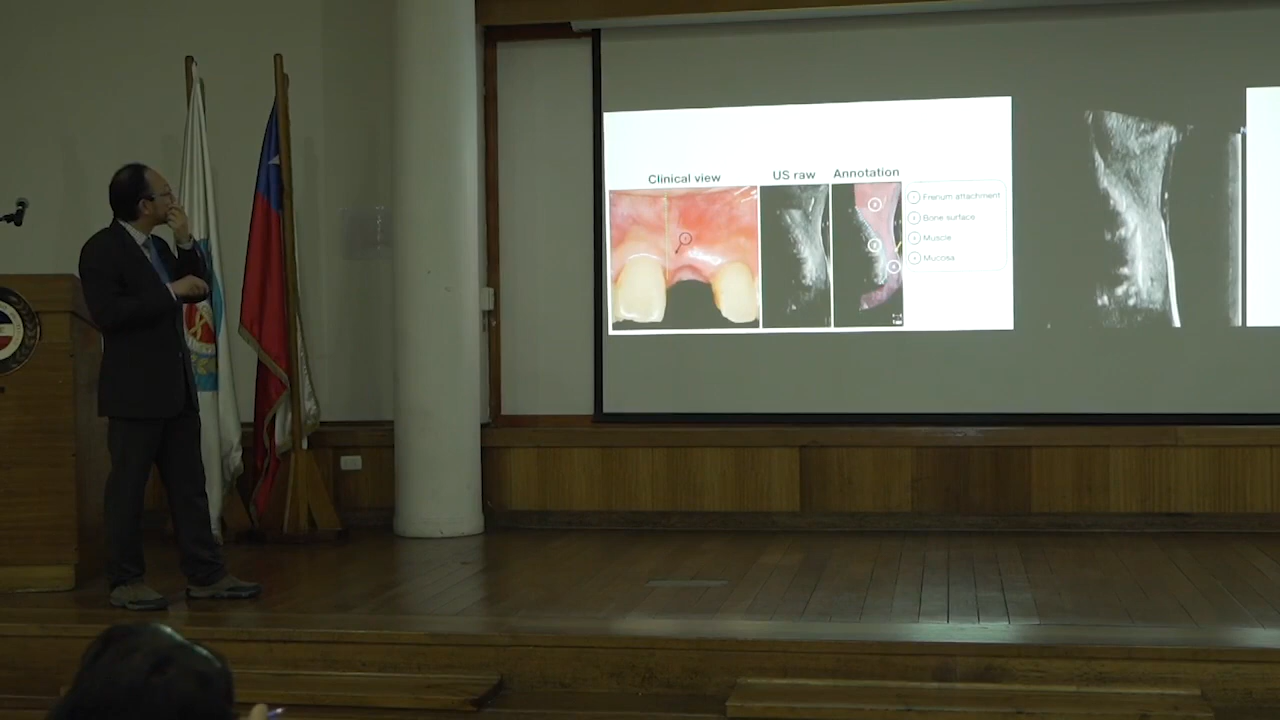 Clinical view
US raw
Annotation
Frenum attachment
Bone surface
Muscle
Mucosa